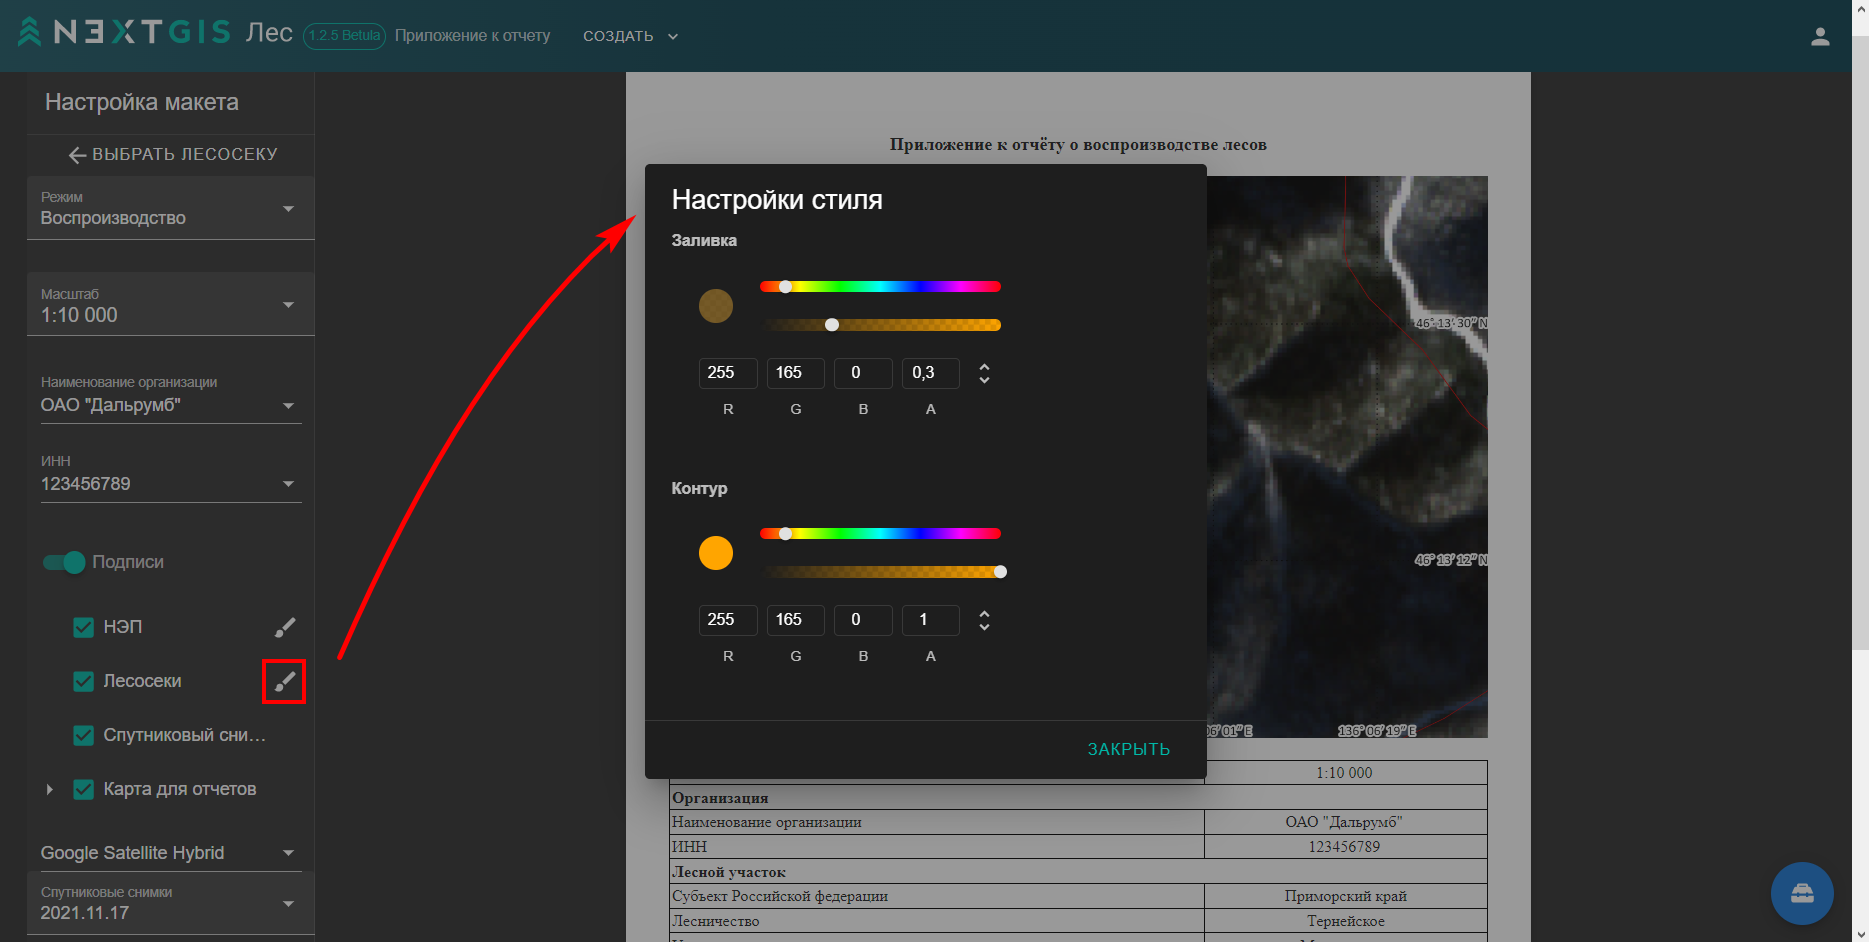 NEXTGIS Лес 1.2.5 Betula Приложение к отчету СОЗДАТЬ
Настройка макета
ВЫБРАТЬ ЛЕСОСЕКУ
Режим
Воспроизводство
Масштаб
1:10 000
Наименование организации
ОАО "Дальрумб"
ИНН
123456789
Подписи
НЭП
Лесосеки
Спутниковый сни...
Карта для отчетов
Google Satellite Hybrid
Спутниковые снимки
2021.11.17
Приложение к отчёту о воспроизводстве лесов
Настройки стиля
Заливка
255 165 0 0,3
R G B A
Контур
255 165 0 1
R G B A
ЗАКРЫТЬ
46° 13′ 30″ N
46° 13′ 12″ N
06′ 01″ E 136° 06′ 19″ E
1:10 000
Организация
Наименование организации ОАО "Дальрумб"
ИНН 123456789
Лесной участок
Субъект Российской федерации Приморский край
Лесничество Тернейское